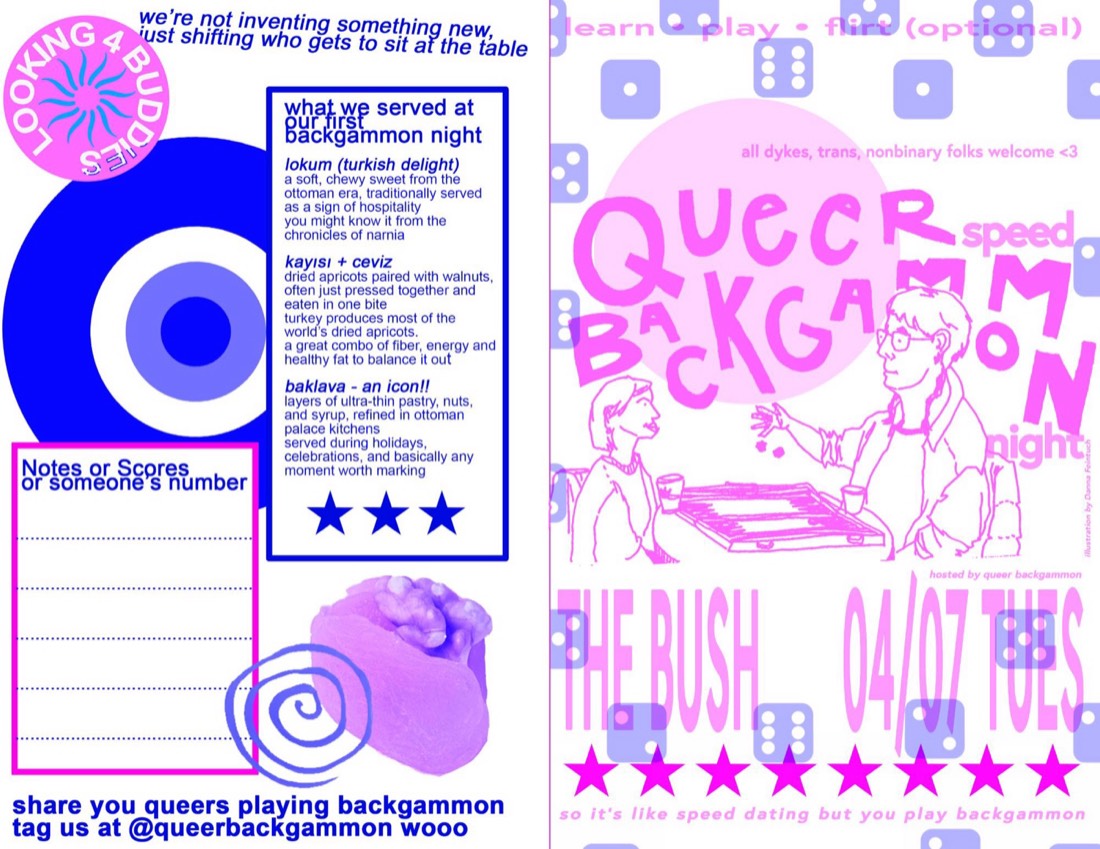 we're not inventing something new,
just shifting who gets to sit at the table
LOOKING 4 BUDDIES
what we served at
our first
backgammon night
lokum (turkish delight)
a soft, chewy sweet from the
ottoman era, traditionally served
as a sign of hospitality
you might know it from the
chronicles of narnia
kayısı + ceviz
dried apricots paired with walnuts,
often just pressed together and
eaten in one bite
turkey produces most of the
world's dried apricots.
a great combo of fiber, energy and
healthy fat to balance it out
baklava - an icon!!
layers of ultra-thin pastry, nuts,
and syrup, refined in ottoman
palace kitchens
served during holidays,
celebrations, and basically any
moment worth marking
Notes or Scores
or someone's number
share you queers playing backgammon
tag us at @queerbackgammon wooo
learn • play • flirt (optional)
all dykes, trans, nonbinary folks welcome <3
QUEER
speed
BACKGAMMON
night
illustration by Danna Feintuch
hosted by queer backgammon
THE BUSH 04/07 TUES
so it's like speed dating but you play backgammon